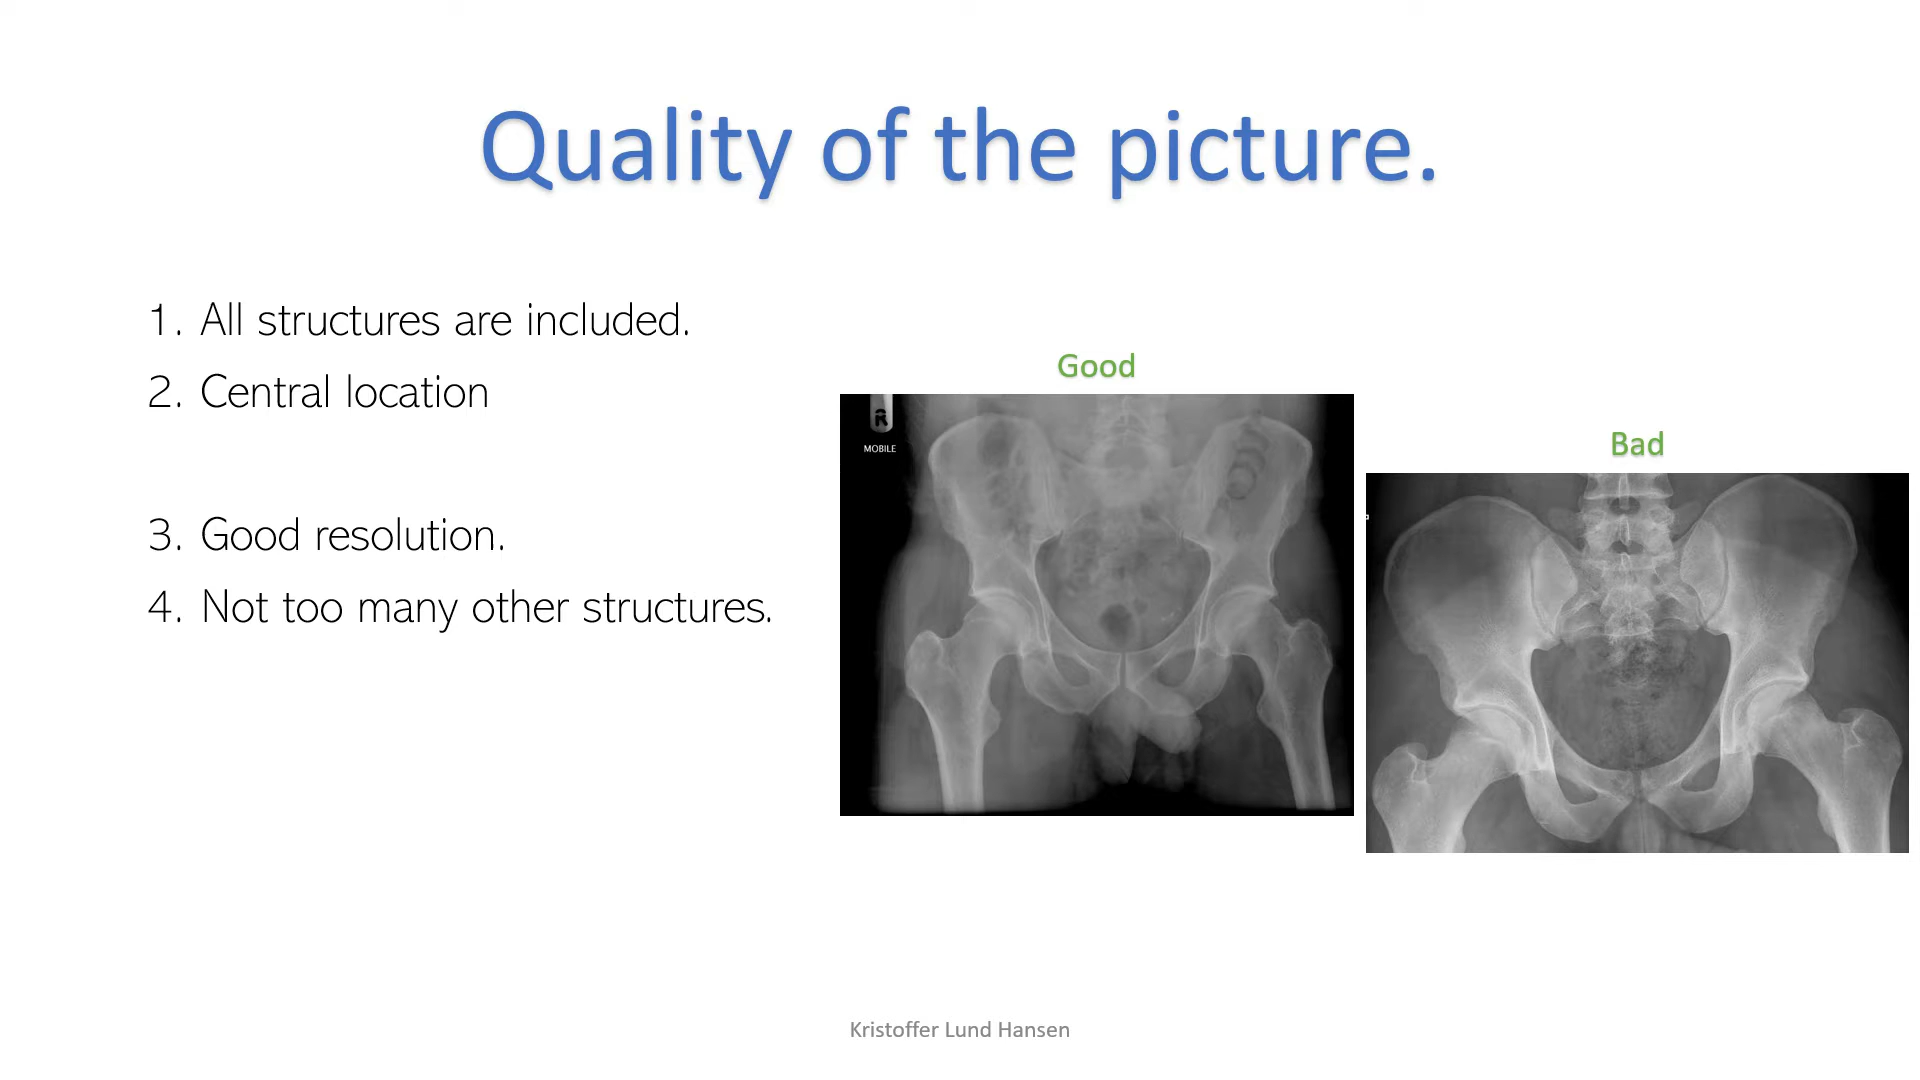 Quality of the picture.
1. All structures are included.
2. Central location
3. Good resolution.
4. Not too many other structures.
Good
R
MOBILE
Bad
Kristoffer Lund Hansen